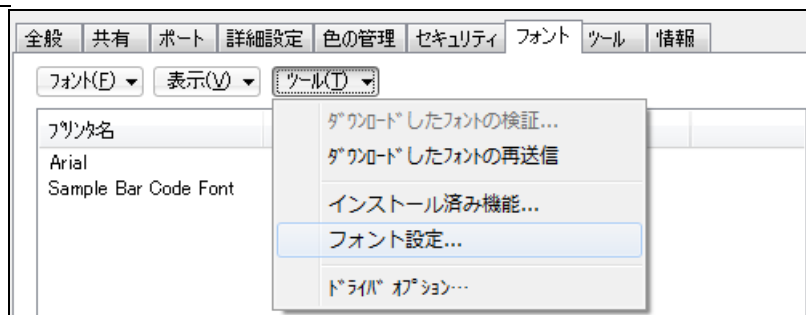 全般 共有 ポート 詳細設定 色の管理 セキュリティ フォント ツール 情報
フォント(F) 表示(V) ツール(T)
プリンタ名
Arial
Sample Bar Code Font
ダウンロードしたフォントの検証...
ダウンロードしたフォントの再送信
インストール済み機能...
フォント設定...
ドライバ オプション…